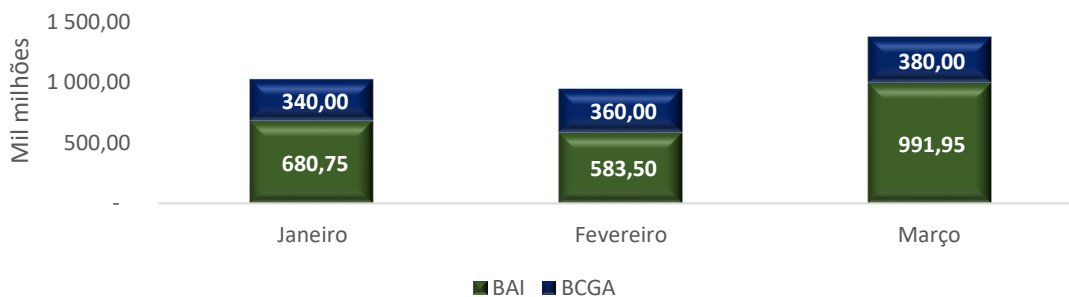 1 500,00
1 000,00
500,00
-
Mil milhões
340,00
360,00
380,00
680,75
583,50
991,95
Janeiro
Fevereiro
Março
BAI
BCGA